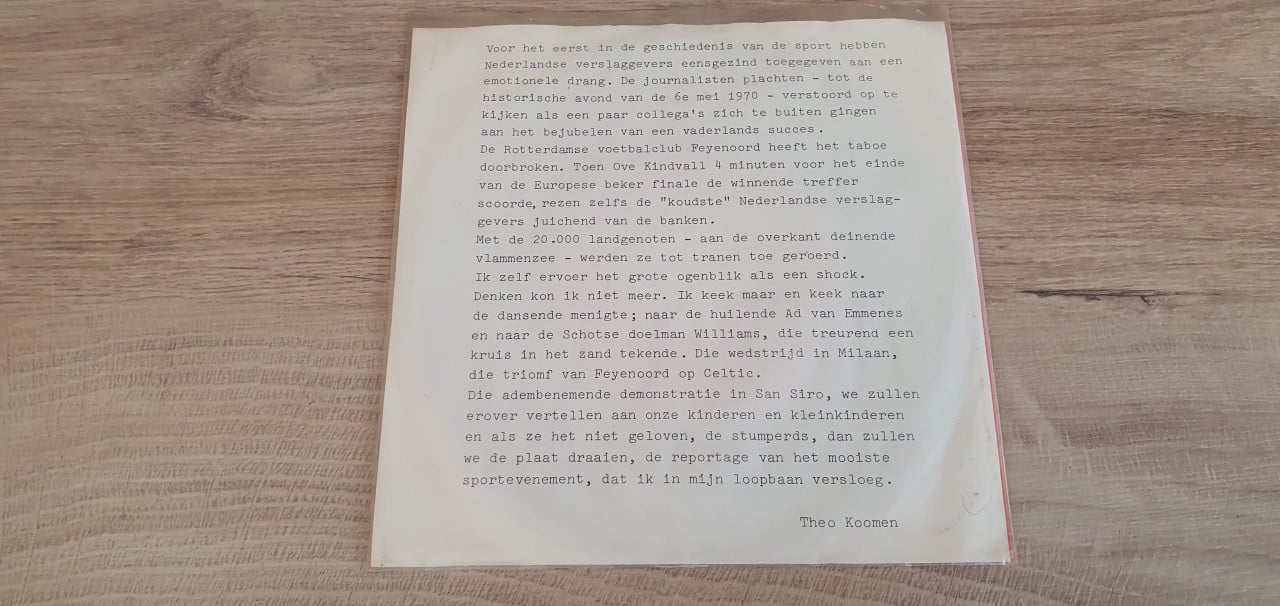 Voor het eerst in de geschiedenis van de sport hebben
Nederlandse verslaggevers eensgezind toegegeven aan een
emotionele drang. De journalisten plachten - tot de
historische avond van de 6e mei 1970 - verstoord op te
kijken als een paar collega's zich te buiten gingen
aan het bejubelen van een vaderlands succes.
De Rotterdamse voetbalclub Feyenoord heeft het taboe
doorbroken. Toen Ove Kindvall 4 minuten voor het einde
van de Europese beker finale de winnende treffer
scoorde, rezen zelfs de "koudste" Nederlandse verslag-
gevers juichend van de banken.
Met de 20.000 landgenoten - aan de overkant deinende
vlammenzee - werden ze tot tranen toe geroerd.
Ik zelf ervoer het grote ogenblik als een shock.
Denken kon ik niet meer. Ik keek maar en keek naar
de dansende menigte; naar de huilende Ad van Emmenes
en naar de Schotse doelman Williams, die treurend een
kruis in het zand tekende. Die wedstrijd in Milaan,
die triomf van Feyenoord op Celtic.
Die adembenemende demonstratie in San Siro, we zullen
erover vertellen aan onze kinderen en kleinkinderen
en als ze het niet geloven, de stumperds, dan zullen
we de plaat draaien, de reportage van het mooiste
sportevenement, dat ik in mijn loopbaan versloeg.
Theo Koomen